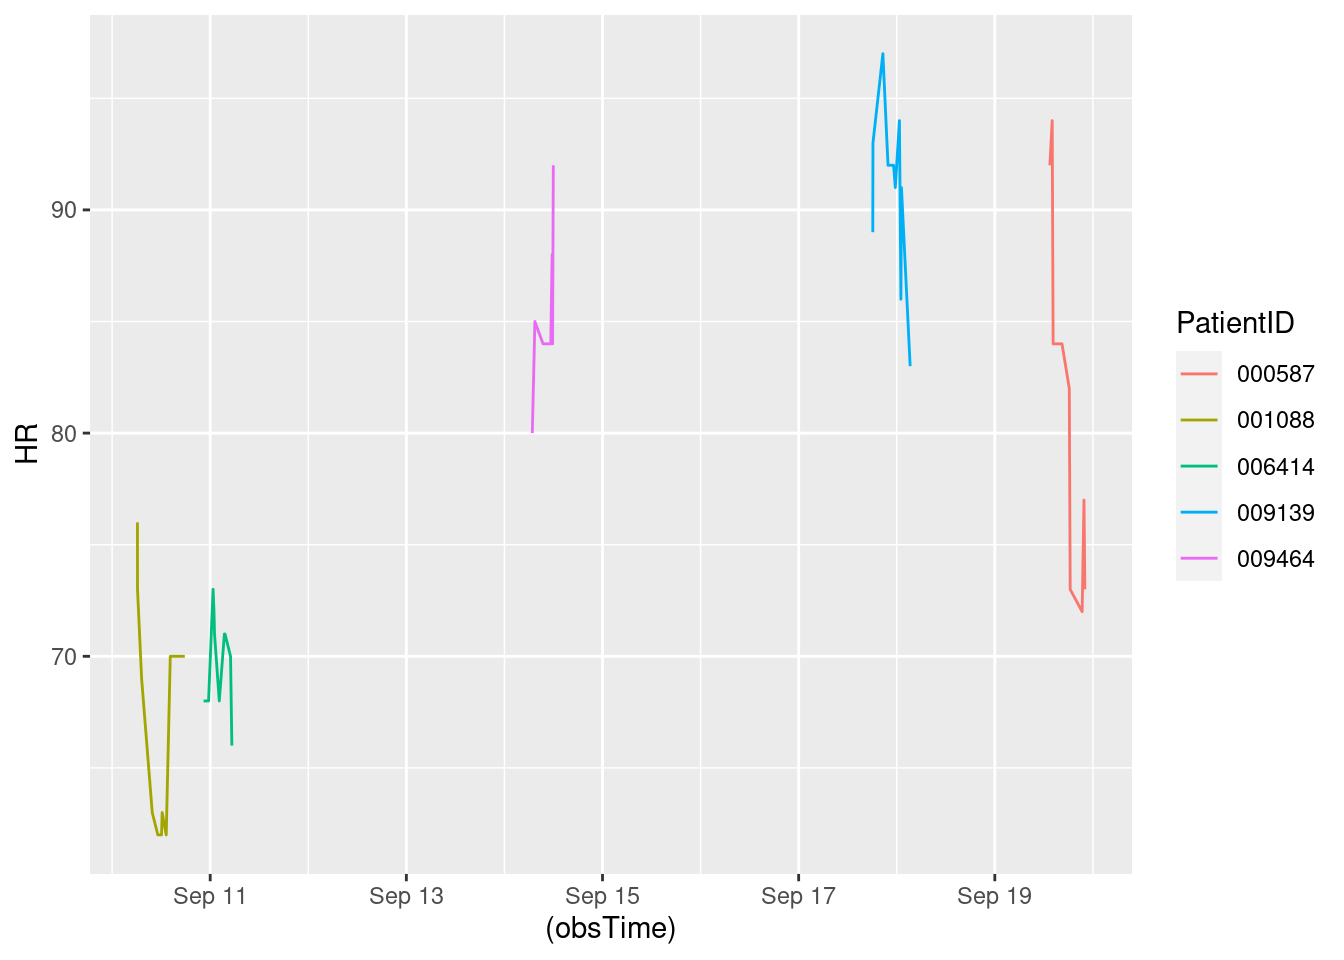 HR
90
80
70
Sep 11
Sep 13
Sep 15
Sep 17
Sep 19
(obsTime)
PatientID
000587
001088
006414
009139
009464